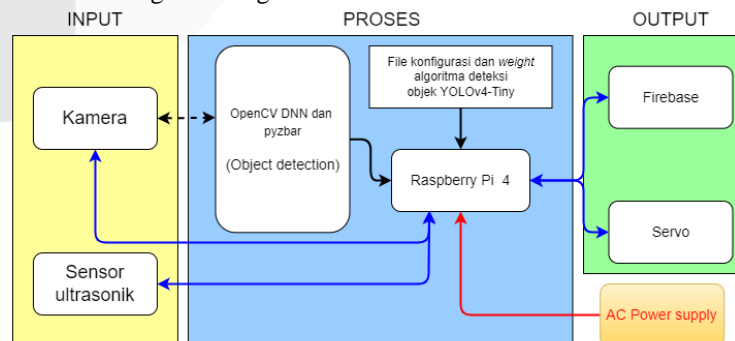 INPUT
PROSES
OUTPUT
Kamera
Sensor
ultrasonik
OpenCV DNN dan
pyzbar
(Object detection)
File konfigurasi dan weight
algoritma deteksi
objek YOLOv4-Tiny
Raspberry Pi 4
Firebase
Servo
AC Power supply